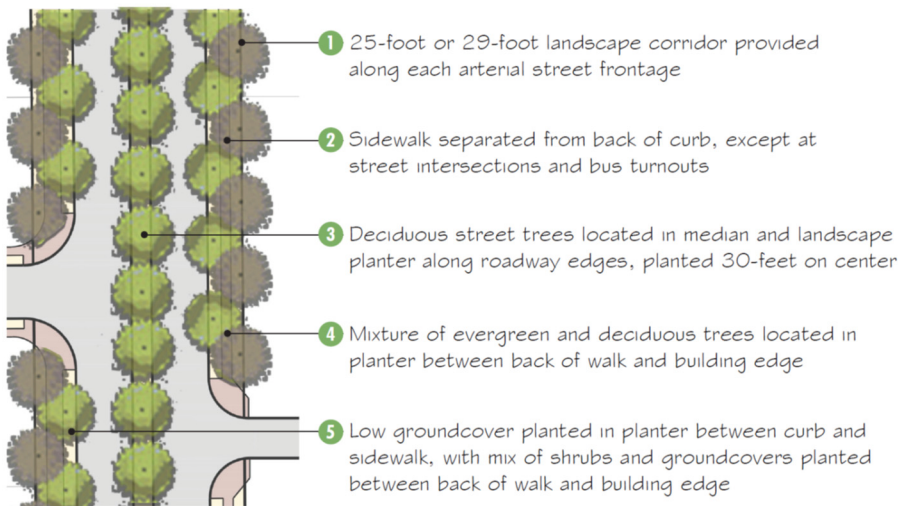 1 25-foot or 29-foot landscape corridor provided
along each arterial street frontage
2 Sidewalk separated from back of curb, except at
street intersections and bus turnouts
3 Deciduous street trees located in median and landscape
planter along roadway edges, planted 30-feet on center
4 Mixture of evergreen and deciduous trees located in
planter between back of walk and building edge
5 Low groundcover planted in planter between curb and
sidewalk, with mix of shrubs and groundcovers planted
between back of walk and building edge